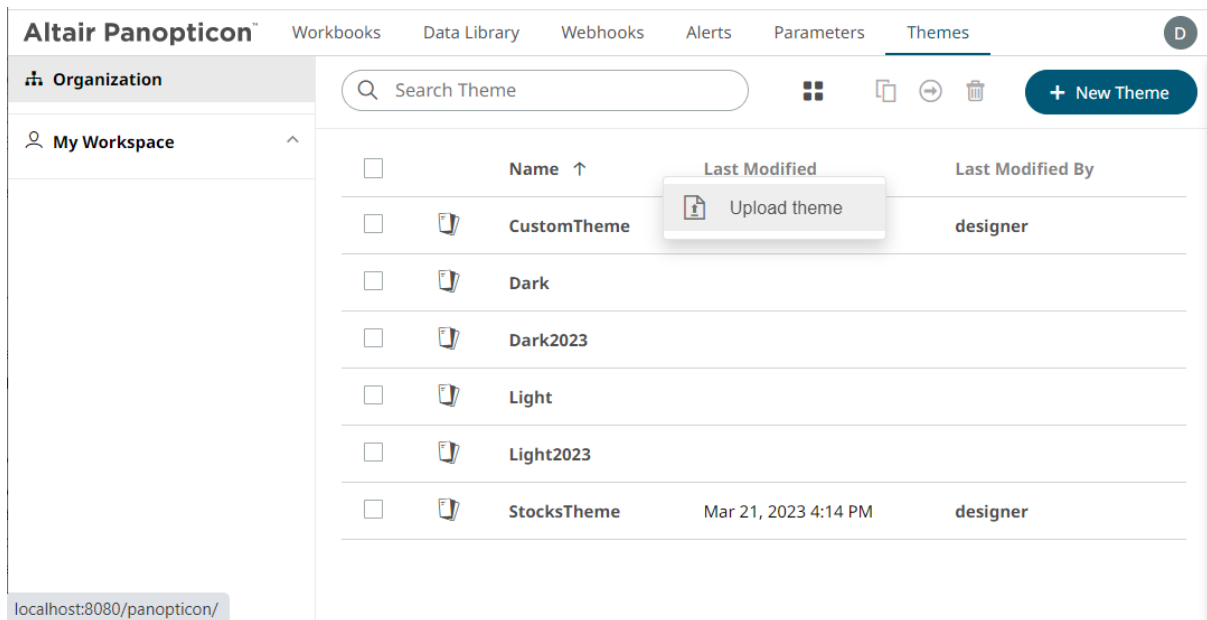 Altair Panopticon™ Workbooks Data Library Webhooks Alerts Parameters Themes D
Organization
Search Theme
+ New Theme
My Workspace
Name ↑ Last Modified Last Modified By
Upload theme
CustomTheme designer
Dark
Dark2023
Light
Light2023
StocksTheme Mar 21, 2023 4:14 PM designer
localhost:8080/panopticon/